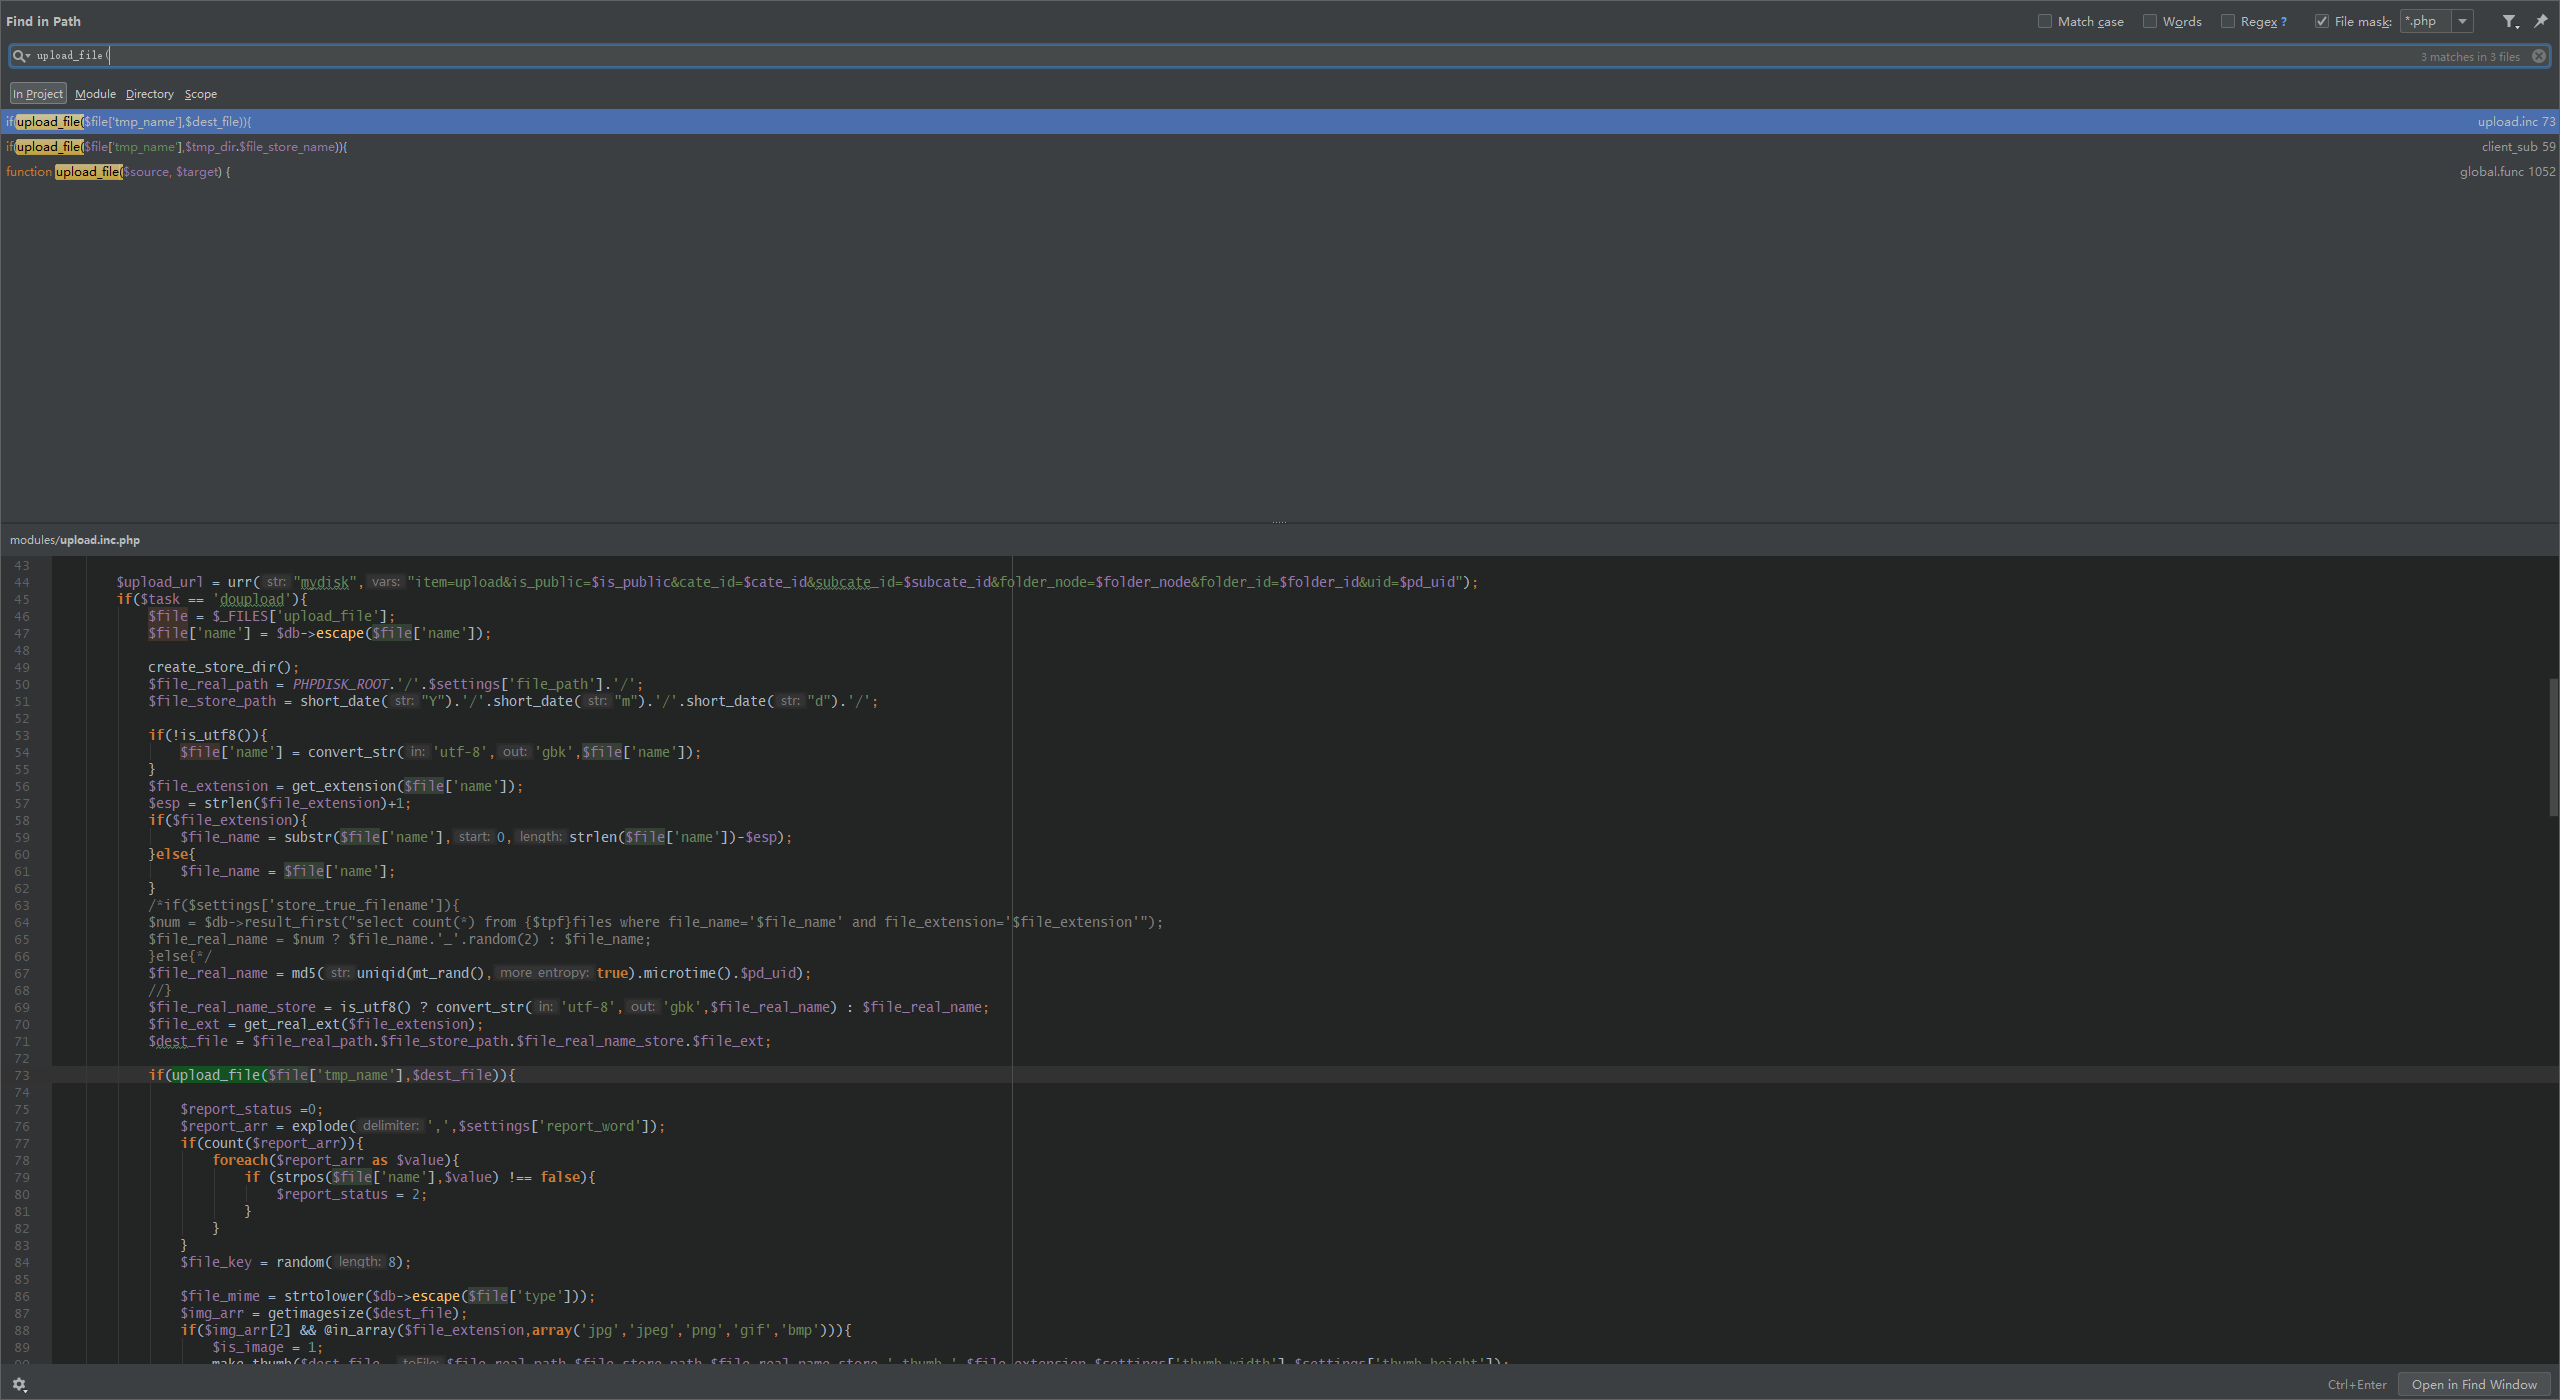 Find in Path
Match case Words Regex ? File mask: *.php
upload_file(
3 matches in 3 files
In Project Module Directory Scope
if(upload_file($file['tmp_name'],$dest_file)){ upload.inc 73
if(upload_file($file['tmp_name'],$tmp_dir.$file_store_name)){ client_sub 59
function upload_file($source, $target) { global.func 1052
modules/upload.inc.php
43
44 $upload_url = urr( str: "mydisk", vars: "item=upload&is_public=$is_public&cate_id=$cate_id&subcate_id=$subcate_id&folder_node=$folder_node&folder_id=$folder_id&uid=$pd_uid");
45 if($task == 'doupload'){
46 $file = $_FILES['upload_file'];
47 $file['name'] = $db->escape($file['name']);
48
49 create_store_dir();
50 $file_real_path = PHPDISK_ROOT.'/'.$settings['file_path'].'/';
51 $file_store_path = short_date( str: "Y").'/'.short_date( str: "m").'/'.short_date( str: "d").'/';
52
53 if(!is_utf8()){
54 $file['name'] = convert_str( in: 'utf-8', out: 'gbk',$file['name']);
55 }
56 $file_extension = get_extension($file['name']);
57 $esp = strlen($file_extension)+1;
58 if($file_extension){
59 $file_name = substr($file['name'], start: 0, length: strlen($file['name'])-$esp);
60 }else{
61 $file_name = $file['name'];
62 }
63 /*if($settings['store_true_filename']){
64 $num = $db->result_first("select count(*) from {$tpf}files where file_name='$file_name' and file_extension='$file_extension'");
65 $file_real_name = $num ? $file_name.'_'.random(2) : $file_name;
66 }else{*/
67 $file_real_name = md5( str: uniqid(mt_rand(), more entropy: true).microtime().$pd_uid);
68 //}
69 $file_real_name_store = is_utf8() ? convert_str( in: 'utf-8', out: 'gbk',$file_real_name) : $file_real_name;
70 $file_ext = get_real_ext($file_extension);
71 $dest_file = $file_real_path.$file_store_path.$file_real_name_store.$file_ext;
72
73 if(upload_file($file['tmp_name'],$dest_file)){
74
75 $report_status =0;
76 $report_arr = explode( delimiter: ',',$settings['report_word']);
77 if(count($report_arr)){
78 foreach($report_arr as $value){
79 if (strpos($file['name'],$value) !== false){
80 $report_status = 2;
81 }
82 }
83 }
84 $file_key = random( length: 8);
85
86 $file_mime = strtolower($db->escape($file['type']));
87 $img_arr = getimagesize($dest_file);
88 if($img_arr[2] && @in_array($file_extension,array('jpg','jpeg','png','gif','bmp'))){
89 $is_image = 1;
90 make_thumb($dest_file, toFile: $file_real_path.$file_store_path.$file_real_name_store.'_thumb.'.$file_extension,$settings['thumb_width'],$settings['thumb_height']);
Ctrl+Enter Open in Find Window